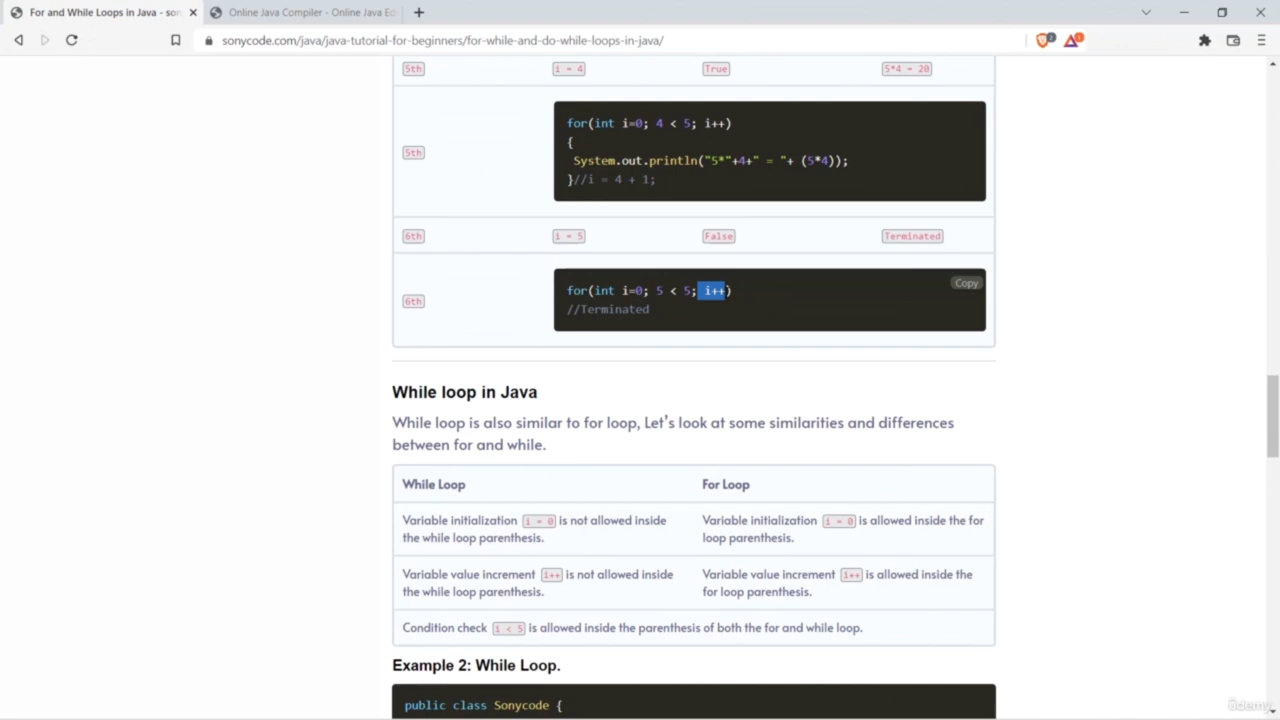 For and While Loops in Java - son
Online Java Compiler - Online Java Ed
sonycode.com/java/java-tutorial-for-beginners/for-while-and-do-while-loops-in-java/
5th i = 4 True 5*4 = 20
5th
for(int i=0; 4 < 5; i++)
{
System.out.println("5*"+4+" = "+ (5*4));
}//i = 4 + 1;
6th i = 5 False Terminated
6th
Copy
for(int i=0; 5 < 5; i++)
//Terminated
While loop in Java
While loop is also similar to for loop, Let's look at some similarities and differences
between for and while.
While Loop For Loop
Variable initialization i = 0 is not allowed inside
the while loop parenthesis.
Variable initialization i = 0 is allowed inside the for
loop parenthesis.
Variable value increment i++ is not allowed inside
the while loop parenthesis.
Variable value increment i++ is allowed inside the
for loop parenthesis.
Condition check i < 5 is allowed inside the parenthesis of both the for and while loop.
Example 2: While Loop.
public class Sonycode {
ûdemy